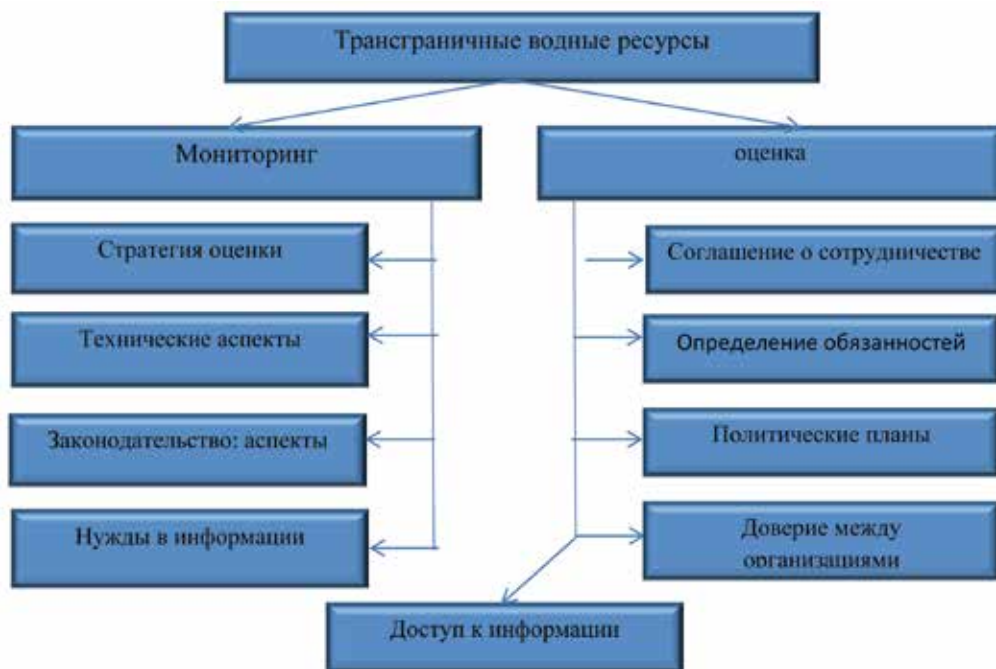 Трансграничные водные ресурсы
Мониторинг
оценка
Стратегия оценки
Технические аспекты
Законодательство: аспекты
Нужды в информации
Соглашение о сотрудничестве
Определение обязанностей
Политические планы
Доверие между
организациями
Доступ к информации